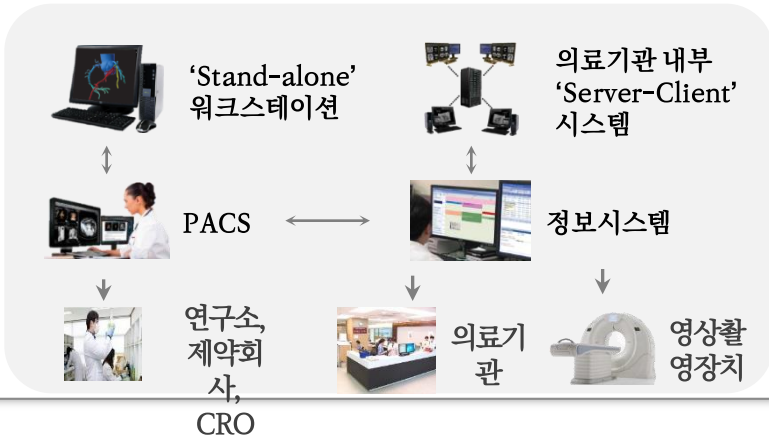 ‘Stand-alone’
워크스테이션
의료기관 내부
‘Server-Client’
시스템
PACS
정보시스템
연구소,
제약회
사,
CRO
의료기
관
영상촬
영장치